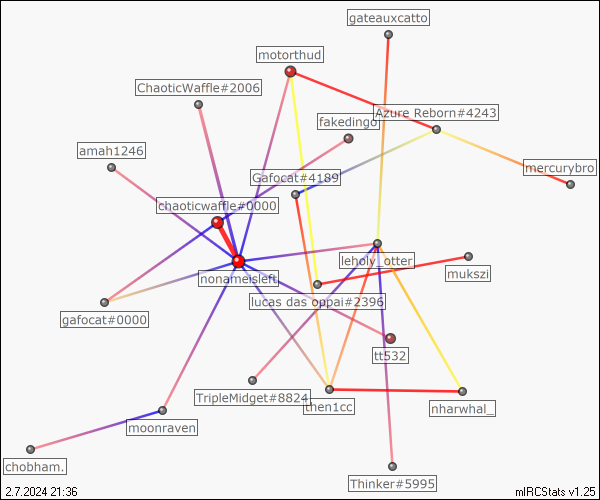 gateauxcatto
motorthud
ChaoticWaffle#2006
Azure Reborn#4243
fakedingo
amah1246
mercurybro
Gafocat#4189
chaoticwaffle#0000
leholy_otter
mukszi
nonameisleft
lucas das oppai#2396
gafocat#0000
tt532
TripleMidget#8824
then1cc
nharwhal_
moonraven
chobham.
Thinker#5995
2.7.2024 21:36
mIRCStats v1.25